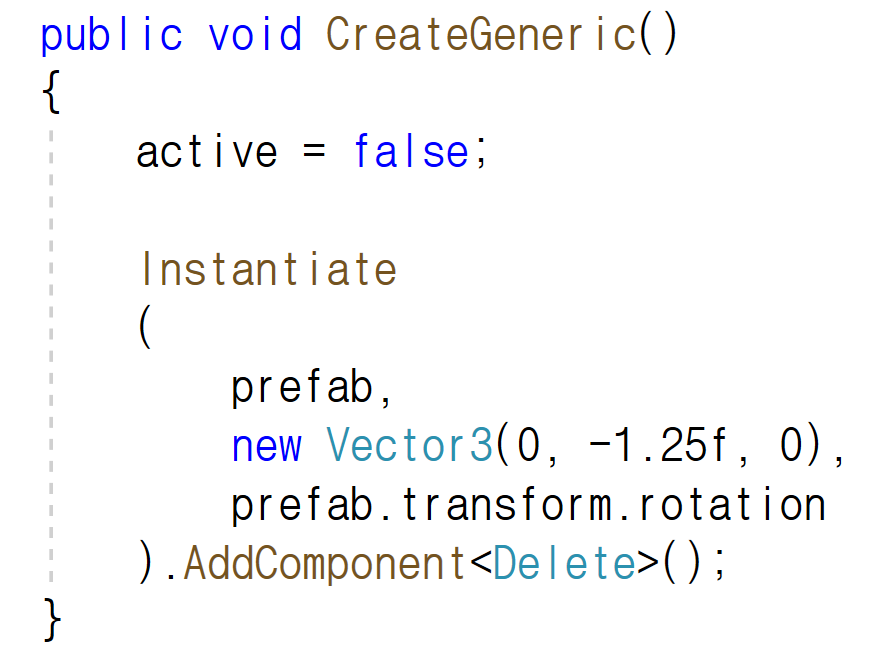 public void CreateGeneric()
{
    active = false;

    Instantiate
    (
        prefab,
        new Vector3(0, -1.25f, 0),
        prefab.transform.rotation
    ).AddComponent<Delete>();
}